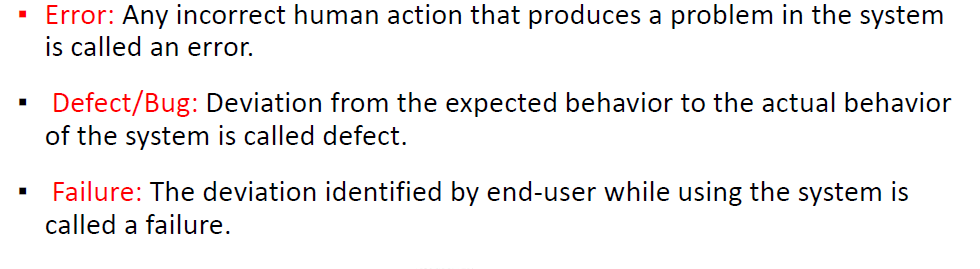 ▪ Error: Any incorrect human action that produces a problem in the system
is called an error.
▪ Defect/Bug: Deviation from the expected behavior to the actual behavior
of the system is called defect.
▪ Failure: The deviation identified by end-user while using the system is
called a failure.